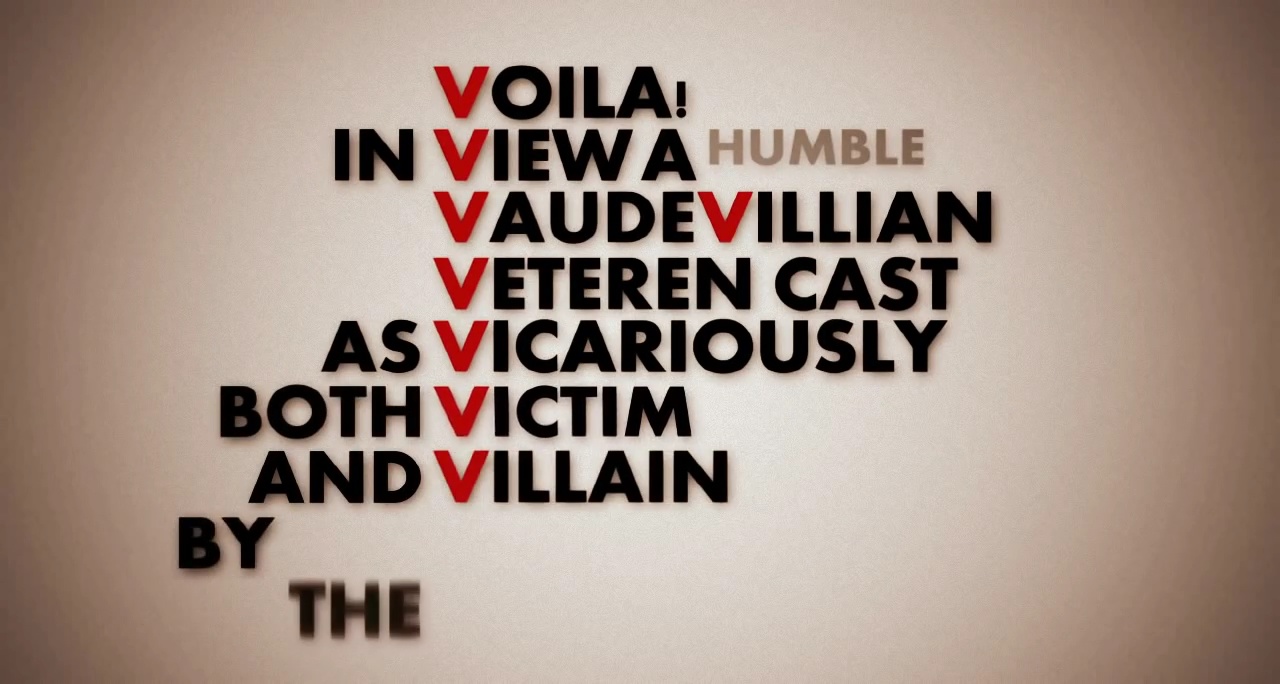 VOILA!
IN VIEW A HUMBLE
VAUDEVILLIAN
VETEREN CAST
AS VICARIOUSLY
BOTH VICTIM
AND VILLAIN
BY
THE